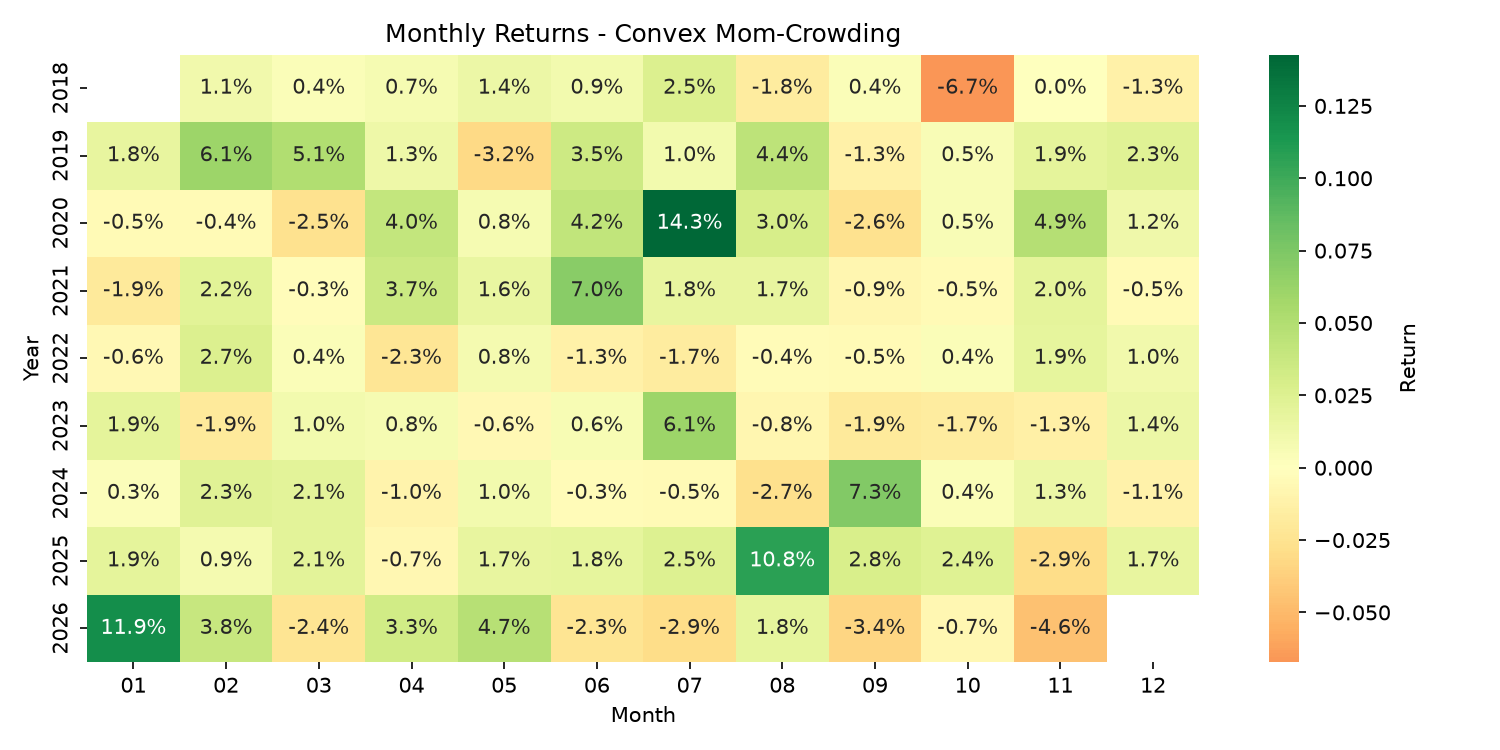 Monthly Returns - Convex Mom-Crowding
2018 1.1% 0.4% 0.7% 1.4% 0.9% 2.5% -1.8% 0.4% -6.7% 0.0% -1.3%
2019 1.8% 6.1% 5.1% 1.3% -3.2% 3.5% 1.0% 4.4% -1.3% 0.5% 1.9% 2.3%
2020 -0.5% -0.4% -2.5% 4.0% 0.8% 4.2% 14.3% 3.0% -2.6% 0.5% 4.9% 1.2%
2021 -1.9% 2.2% -0.3% 3.7% 1.6% 7.0% 1.8% 1.7% -0.9% -0.5% 2.0% -0.5%
2022 -0.6% 2.7% 0.4% -2.3% 0.8% -1.3% -1.7% -0.4% -0.5% 0.4% 1.9% 1.0%
2023 1.9% -1.9% 1.0% 0.8% -0.6% 0.6% 6.1% -0.8% -1.9% -1.7% -1.3% 1.4%
2024 0.3% 2.3% 2.1% -1.0% 1.0% -0.3% -0.5% -2.7% 7.3% 0.4% 1.3% -1.1%
2025 1.9% 0.9% 2.1% -0.7% 1.7% 1.8% 2.5% 10.8% 2.8% 2.4% -2.9% 1.7%
2026 11.9% 3.8% -2.4% 3.3% 4.7% -2.3% -2.9% 1.8% -3.4% -0.7% -4.6%
01 02 03 04 05 06 07 08 09 10 11 12
Month
Year
0.125
0.100
0.075
0.050
0.025
0.000
−0.025
−0.050
Return